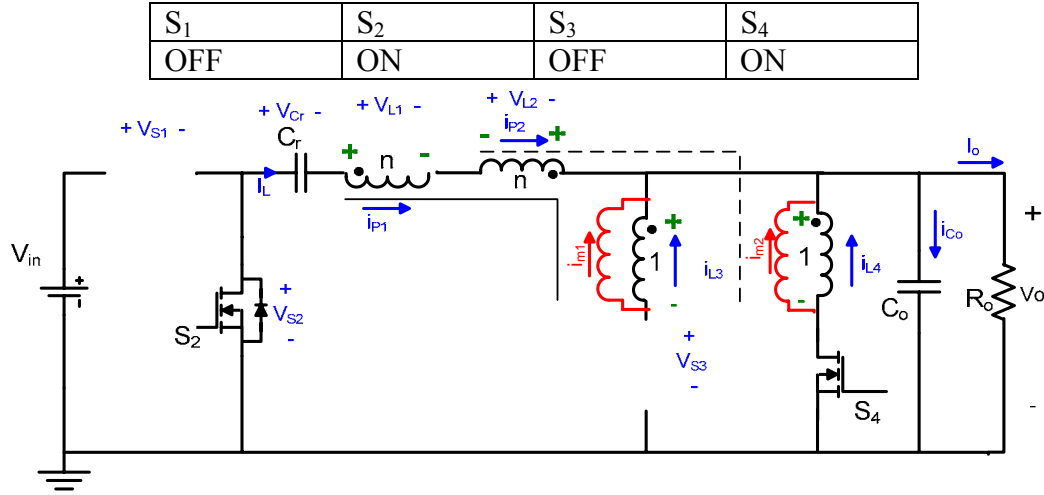 S1 S2 S3 S4
OFF ON OFF ON
+ VS1 -
+ VCr -
+ VL1 -
+ VL2 -
Cr
iL
+ n -
iP1
- iP2 +
n
Io
Vin
+
-
S2
+
VS2
-
im1
+
1
-
iL3
+
VS3
-
im2
+
1
-
iL4
S4
iCo
Co
Ro
+
Vo
-